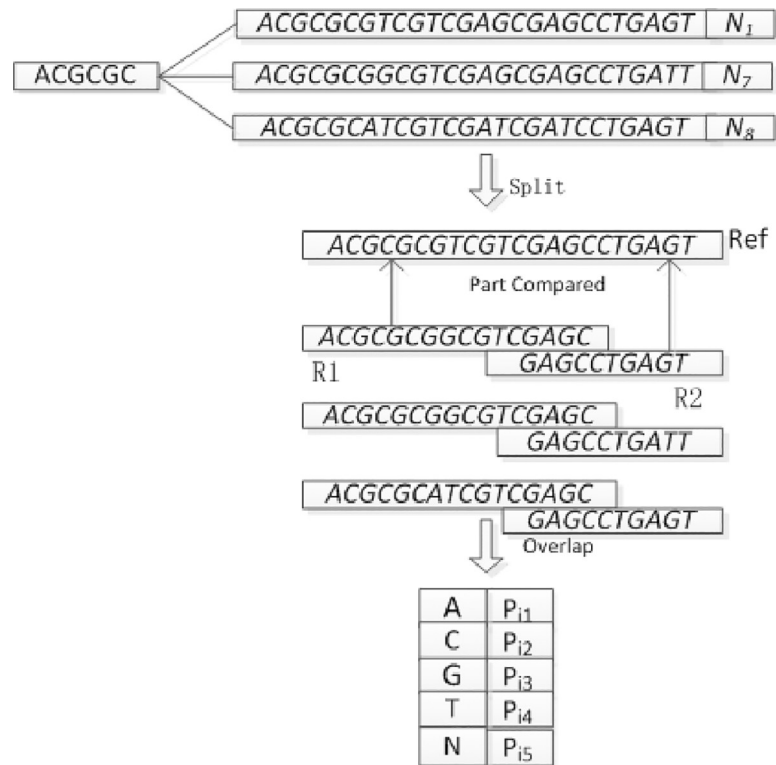 ACGCGCGTCGTCGAGCGAGCCTGAGT N1
ACGCGC ACGCGCGGCGTCGAGCGAGCCTGATT N7
ACGCGCATCGTCGATCGATCCTGAGT N8
Split
ACGCGCGTCGTCGAGCCTGAGT Ref
Part Compared
ACGCGCGGCGTCGAGC
GAGCCTGAGT
R1 R2
ACGCGCGGCGTCGAGC
GAGCCTGATT
ACGCGCATCGTCGAGC
GAGCCTGAGT
Overlap
A Pi1
C Pi2
G Pi3
T Pi4
N Pi5